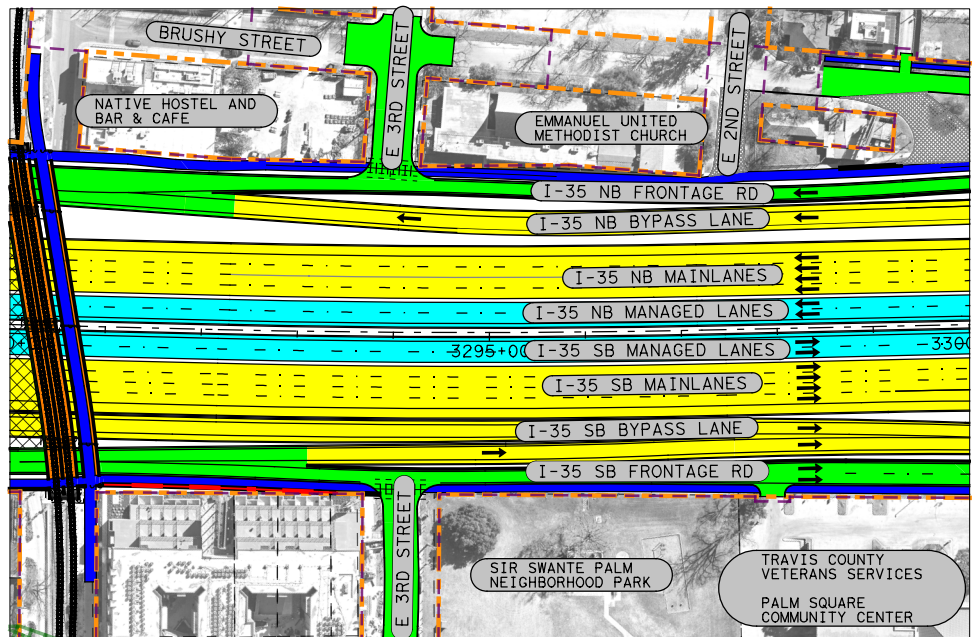 BRUSHY STREET
E 3RD STREET
E 2ND STREET
NATIVE HOSTEL AND
BAR & CAFE
EMMANUEL UNITED
METHODIST CHURCH
I-35 NB FRONTAGE RD
I-35 NB BYPASS LANE
I-35 NB MAINLANES
I-35 NB MANAGED LANES
3295+00
I-35 SB MANAGED LANES
3300
I-35 SB MAINLANES
I-35 SB BYPASS LANE
I-35 SB FRONTAGE RD
E 3RD STREET
SIR SWANTE PALM
NEIGHBORHOOD PARK
TRAVIS COUNTY
VETERANS SERVICES
PALM SQUARE
COMMUNITY CENTER